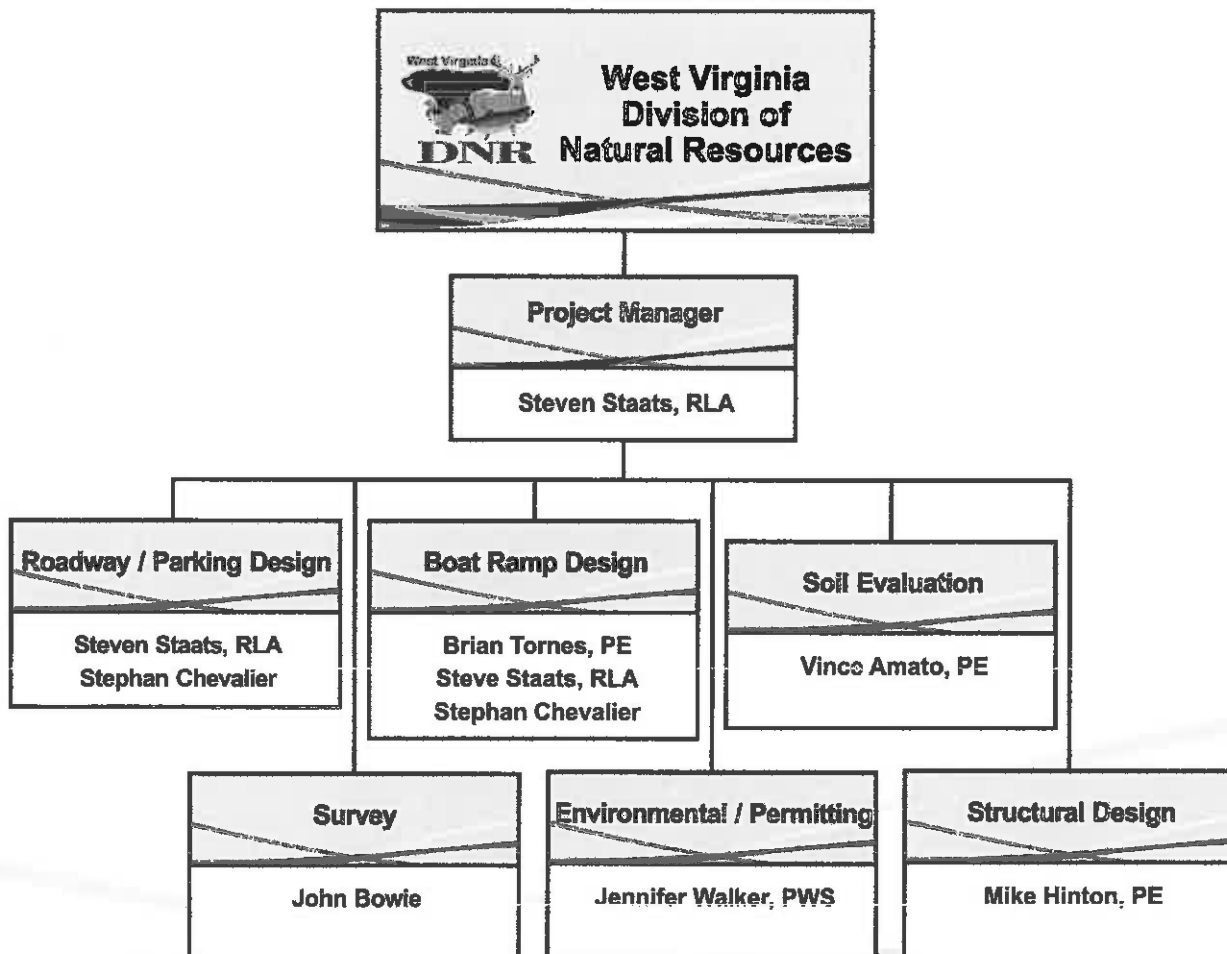 West Virginia
DNR
West Virginia
Division of
Natural Resources
Project Manager
Steven Staats, RLA
Roadway / Parking Design
Steven Staats, RLA
Stephan Chevalier
Boat Ramp Design
Brian Tornes, PE
Steve Staats, RLA
Stephan Chevalier
Soil Evaluation
Vince Amato, PE
Survey
John Bowie
Environmental / Permitting
Jennifer Walker, PWS
Structural Design
Mike Hinton, PE